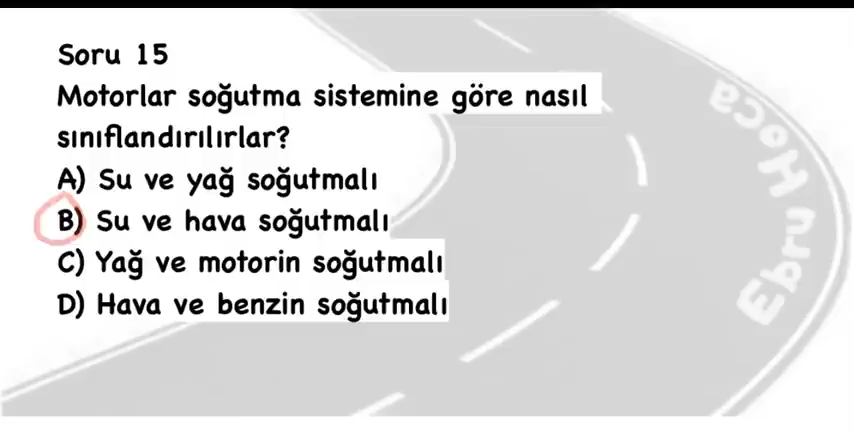 Soru 15
Motorlar soğutma sistemine göre nasıl
sınıflandırılırlar?
A) Su ve yağ soğutmalı
B) Su ve hava soğutmalı
C) Yağ ve motorin soğutmalı
D) Hava ve benzin soğutmalı
Ebru Hoca